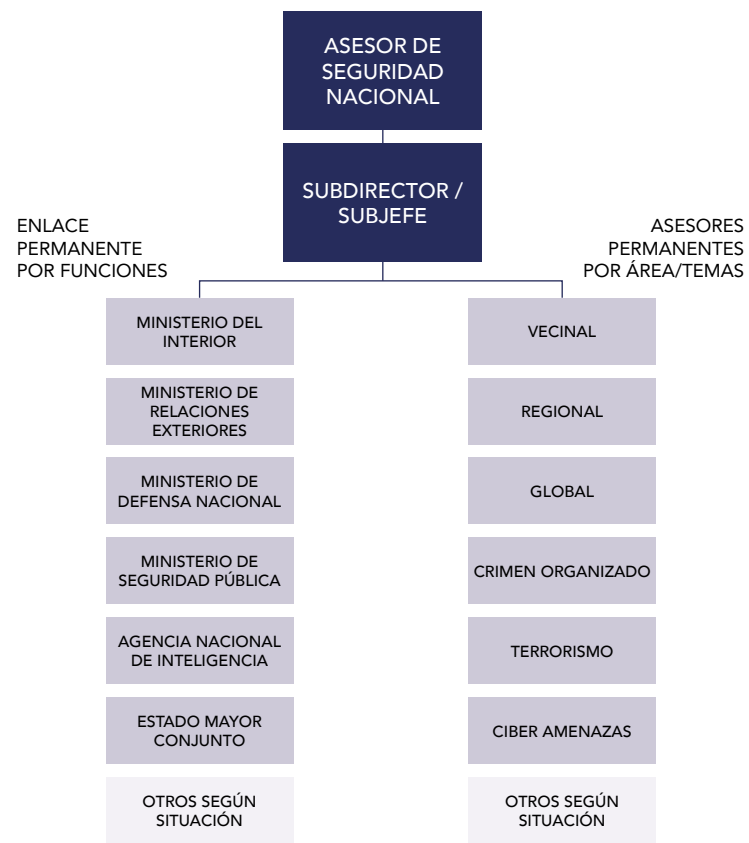 ASESOR DE
SEGURIDAD
NACIONAL
SUBDIRECTOR /
SUBJEFE
ENLACE
PERMANENTE
POR FUNCIONES
MINISTERIO DEL
INTERIOR
MINISTERIO DE
RELACIONES
EXTERIORES
MINISTERIO DE
DEFENSA NACIONAL
MINISTERIO DE
SEGURIDAD PÚBLICA
AGENCIA NACIONAL
DE INTELIGENCIA
ESTADO MAYOR
CONJUNTO
OTROS SEGÚN
SITUACIÓN
ASESORES
PERMANENTES
POR ÁREA/TEMAS
VECINAL
REGIONAL
GLOBAL
CRIMEN ORGANIZADO
TERRORISMO
CIBER AMENAZAS
OTROS SEGÚN
SITUACIÓN